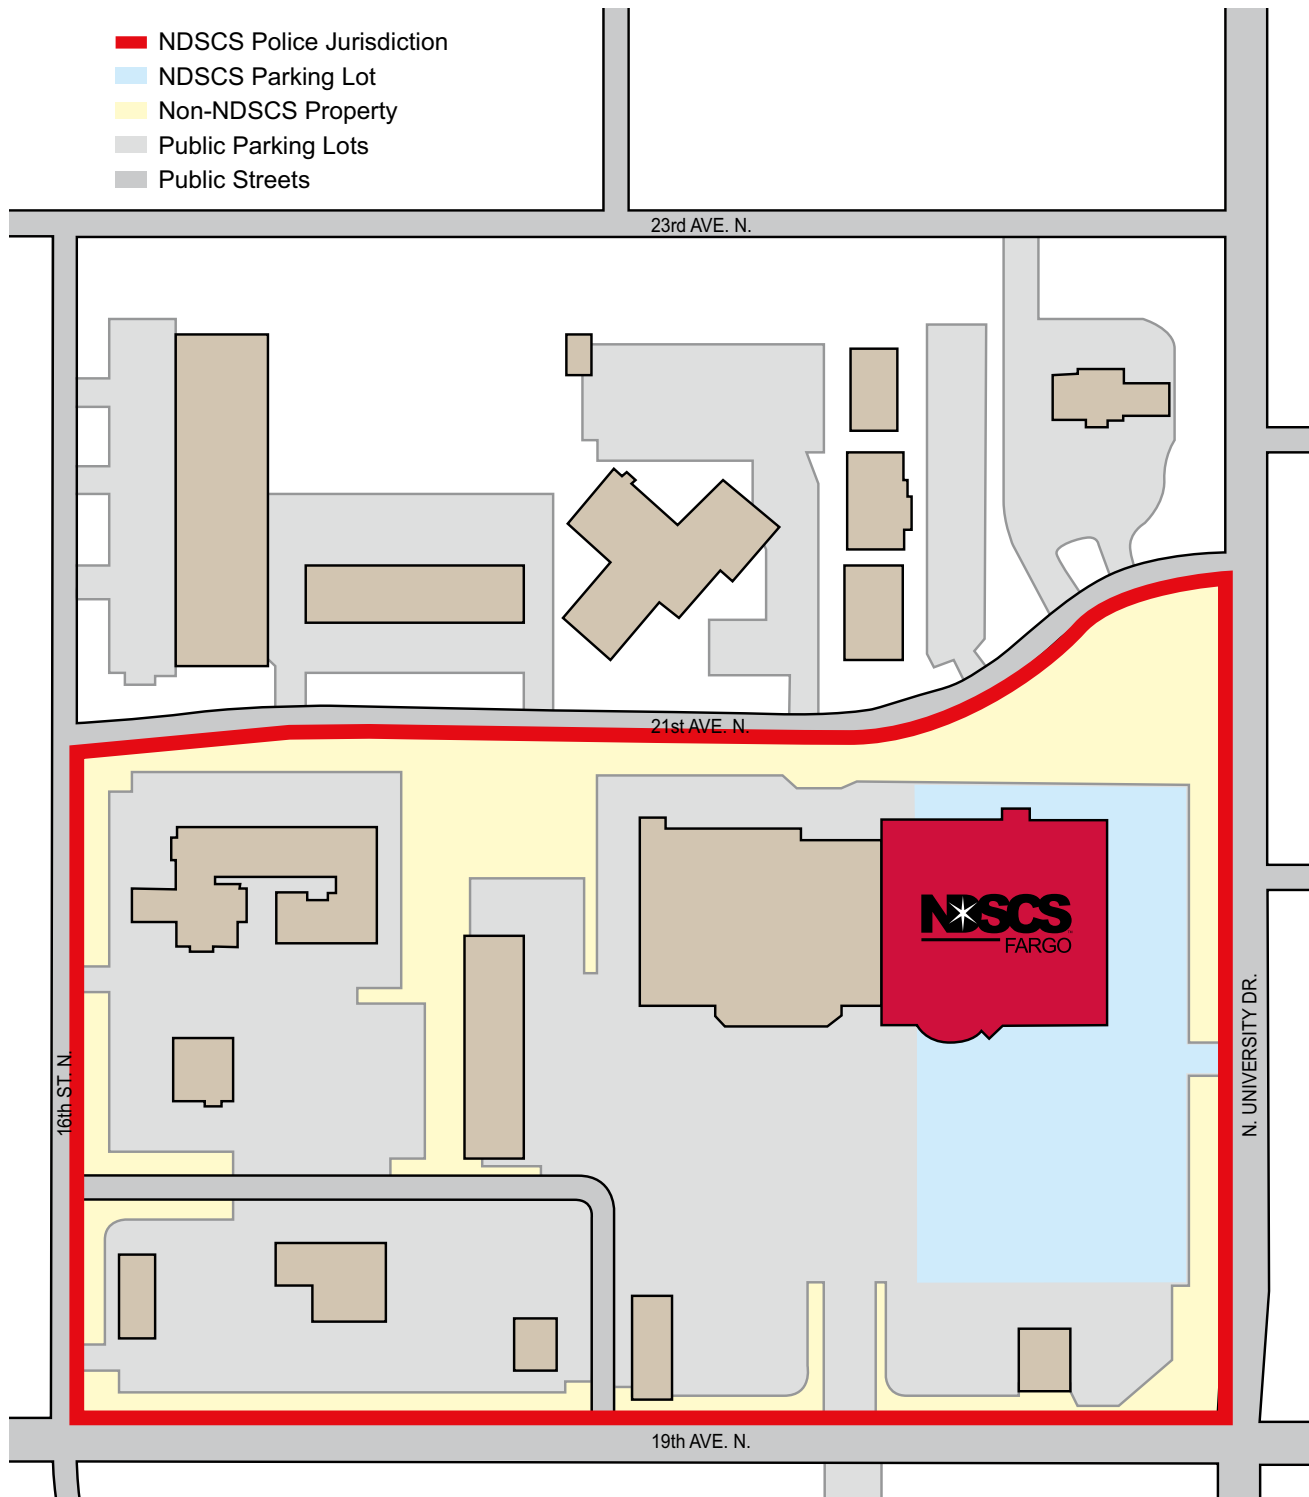 NDSCS Police Jurisdiction
NDSCS Parking Lot
Non-NDSCS Property
Public Parking Lots
Public Streets
23rd AVE. N.
21st AVE. N.
NDSCS
FARGO
16th ST. N.
N. UNIVERSITY DR.
19th AVE. N.